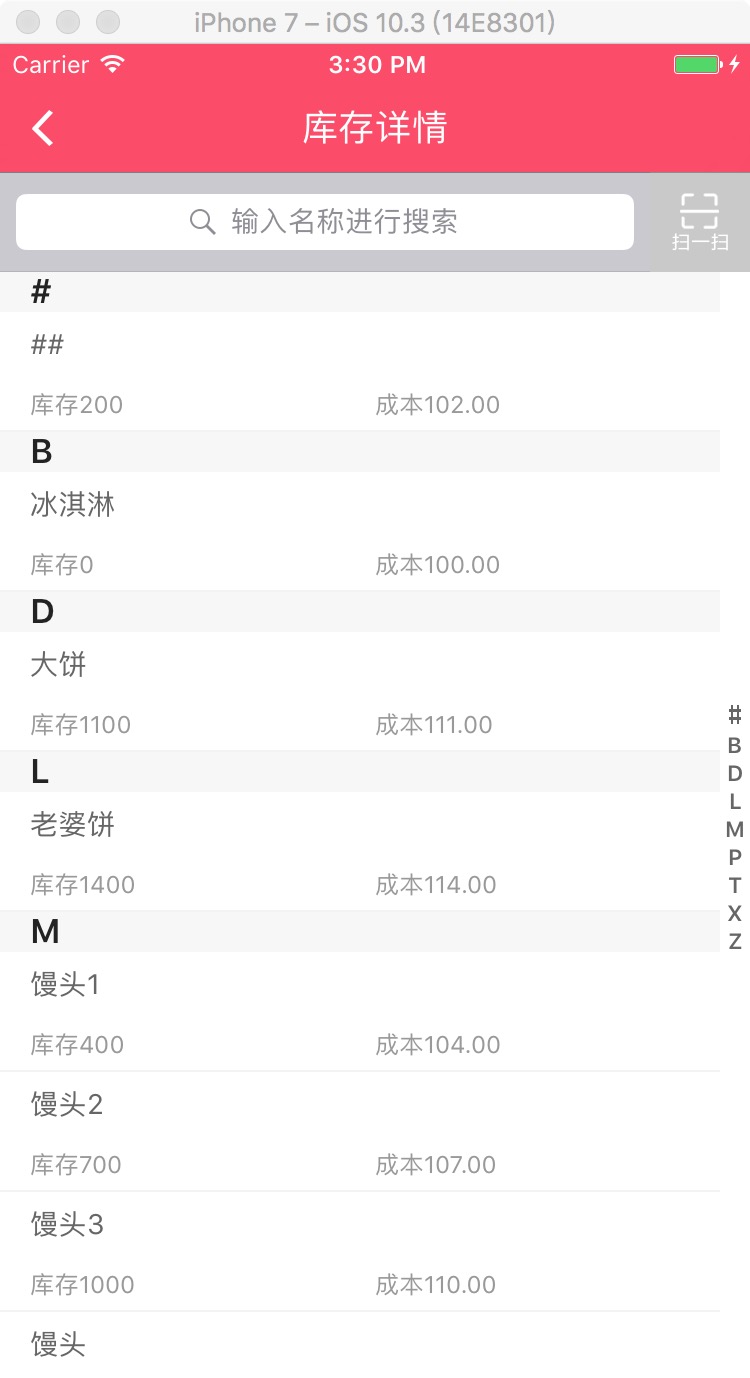 iPhone 7 – iOS 10.3 (14E8301)
Carrier 3:30 PM
库存详情
输入名称进行搜索
扫一扫
#
##
库存200 成本102.00
B
冰淇淋
库存0 成本100.00
D
大饼
库存1100 成本111.00
L
老婆饼
库存1400 成本114.00
M
馒头1
库存400 成本104.00
馒头2
库存700 成本107.00
馒头3
库存1000 成本110.00
馒头
#
B
D
L
M
P
T
X
Z